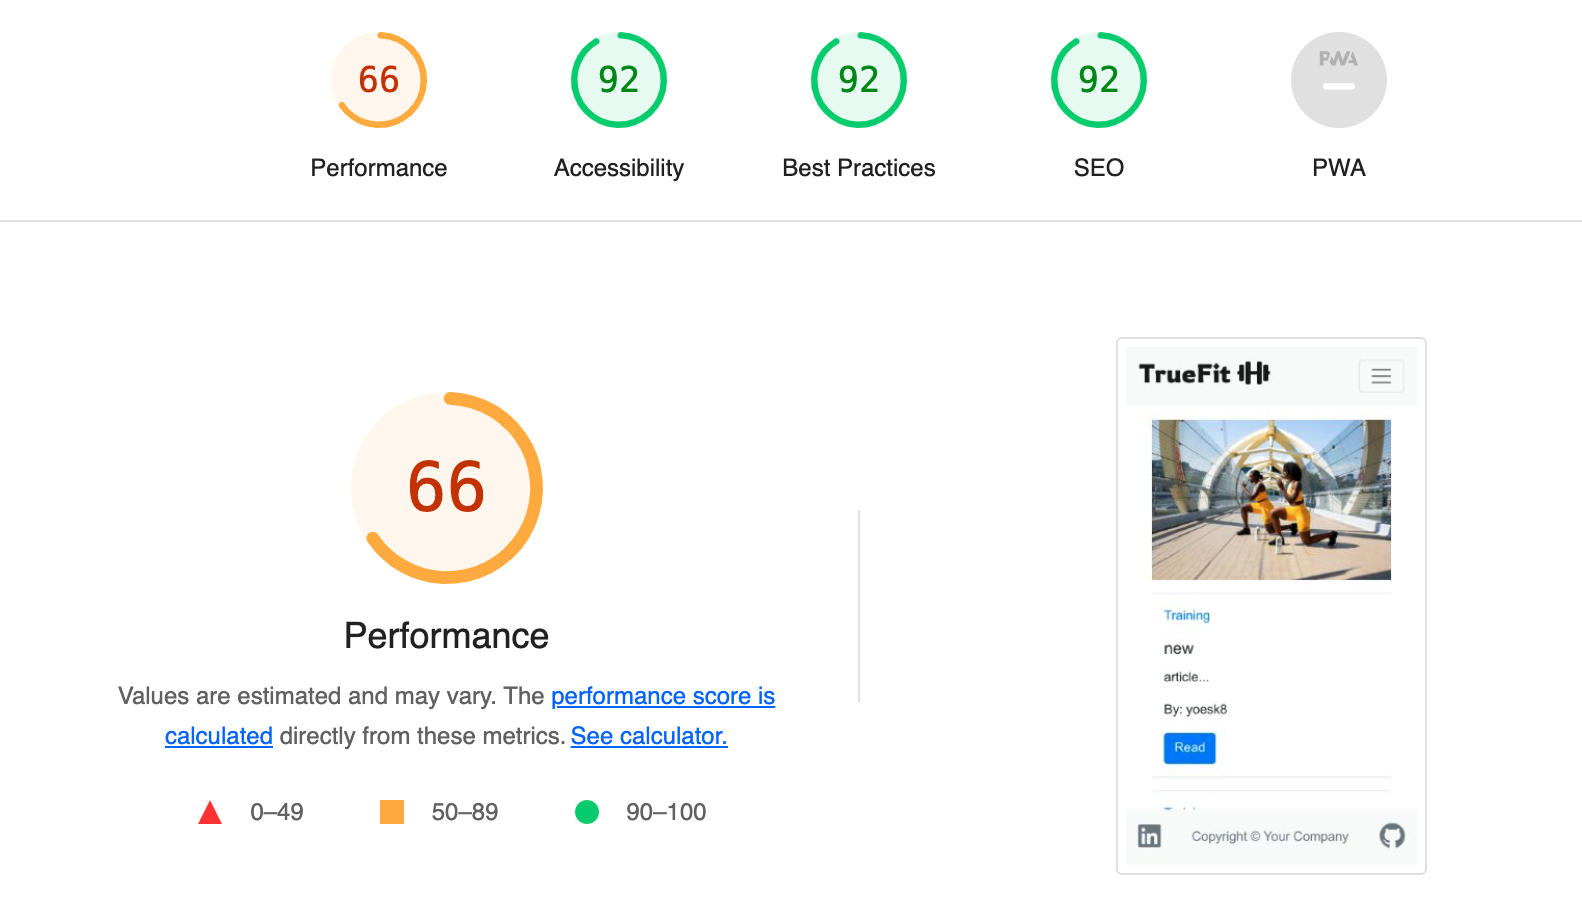 66
92
92
92
PWA
Performance
Accessibility
Best Practices
SEO
PWA
66
Performance
Values are estimated and may vary. The performance score is
calculated directly from these metrics. See calculator.
0–49
50–89
90–100
TrueFit
Training
new
article...
By: yoesk8
Read
Copyright © Your Company